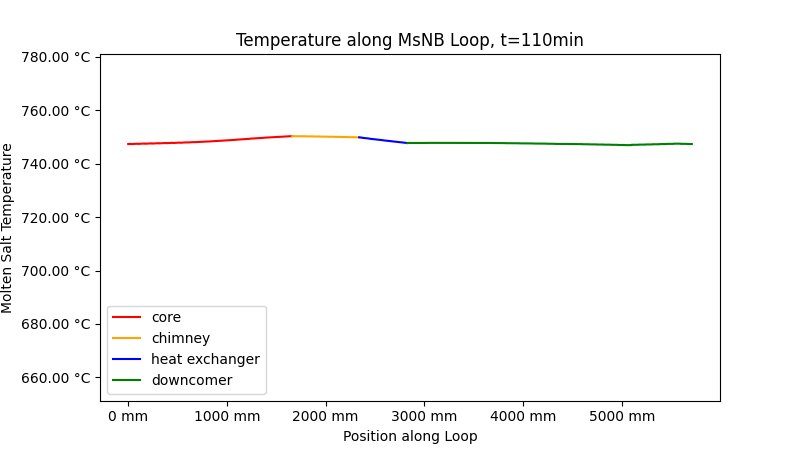 Temperature along MsNB Loop, t=110min
Molten Salt Temperature
780.00 °C
760.00 °C
740.00 °C
720.00 °C
700.00 °C
680.00 °C
660.00 °C
core
chimney
heat exchanger
downcomer
0 mm 1000 mm 2000 mm 3000 mm 4000 mm 5000 mm
Position along Loop